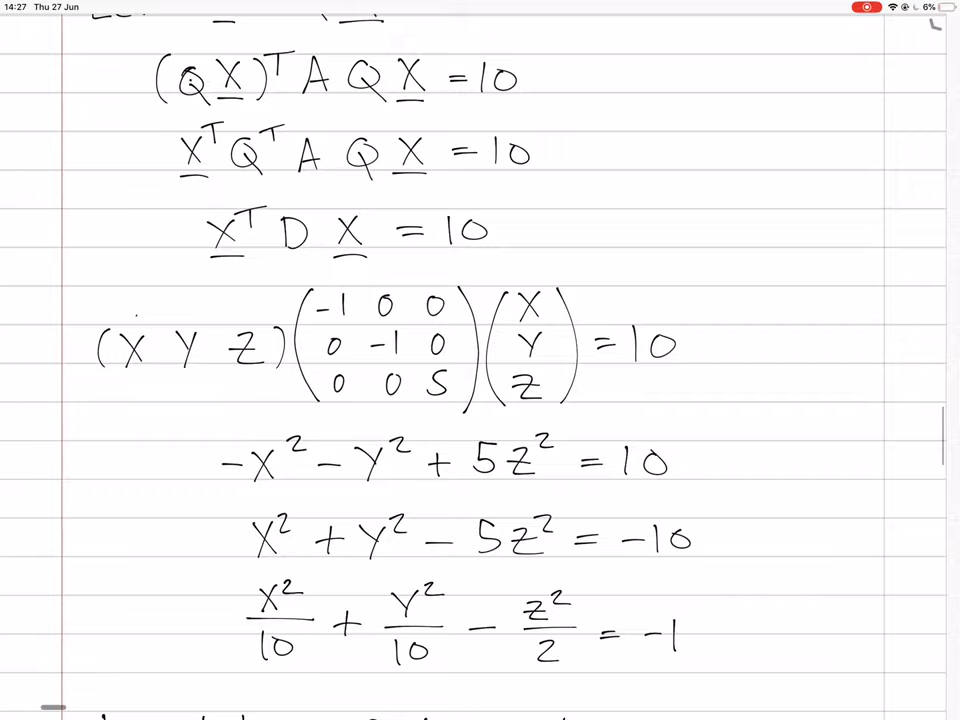 14:27 Thu 27 Jun 6%
(QX)ᵀ A Q X = 10
Xᵀ Qᵀ A Q X = 10
Xᵀ D X = 10
(X Y Z) (-1 0 0; 0 -1 0; 0 0 5) (X; Y; Z) = 10
-X² - Y² + 5Z² = 10
X² + Y² - 5Z² = -10
X²/10 + Y²/10 - Z²/2 = -1